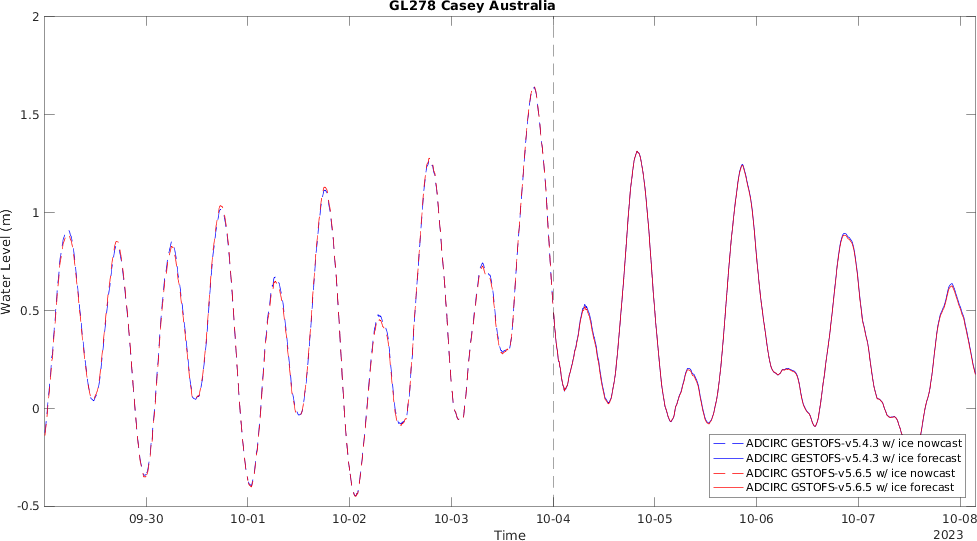 GL278 Casey Australia
2
1.5
1
0.5
0
-0.5
Water Level (m)
09-30
10-01
10-02
10-03
10-04
10-05
10-06
10-07
10-08
Time
2023
ADCIRC GESTOFS-v5.4.3 w/ ice nowcast
ADCIRC GESTOFS-v5.4.3 w/ ice forecast
ADCIRC GSTOFS-v5.6.5 w/ ice nowcast
ADCIRC GSTOFS-v5.6.5 w/ ice forecast